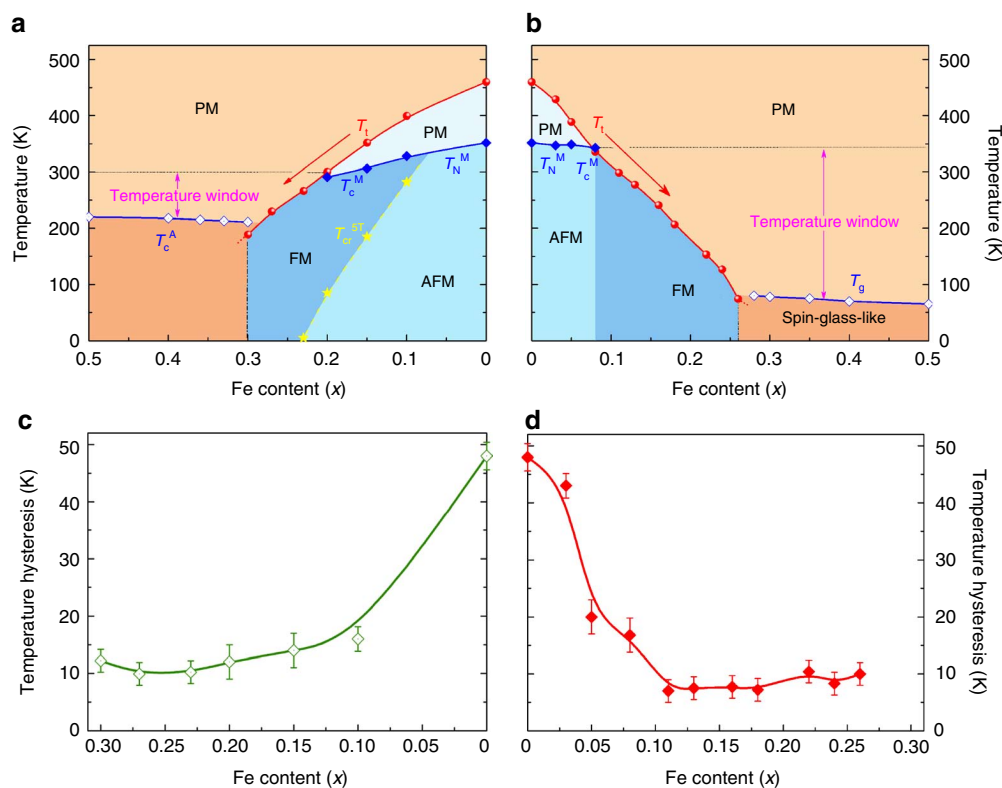 a
500
400
300
200
100
0
Temperature (K)
PM
T_t
PM
T_c^M
T_N^M
Temperature window
T_c^A
T_cr^ST
FM
AFM
0.5 0.4 0.3 0.2 0.1 0
Fe content (x)
b
500
400
300
200
100
0
Temperature (K)
PM
PM
T_t
T_N^M
T_c^M
Temperature window
AFM
FM
T_g
Spin-glass-like
0 0.1 0.2 0.3 0.4 0.5
Fe content (x)
c
50
40
30
20
10
0
Temperature hysteresis (K)
0.30 0.25 0.20 0.15 0.10 0.05 0
Fe content (x)
d
50
40
30
20
10
0
Temperature hysteresis (K)
0 0.05 0.10 0.15 0.20 0.25 0.30
Fe content (x)